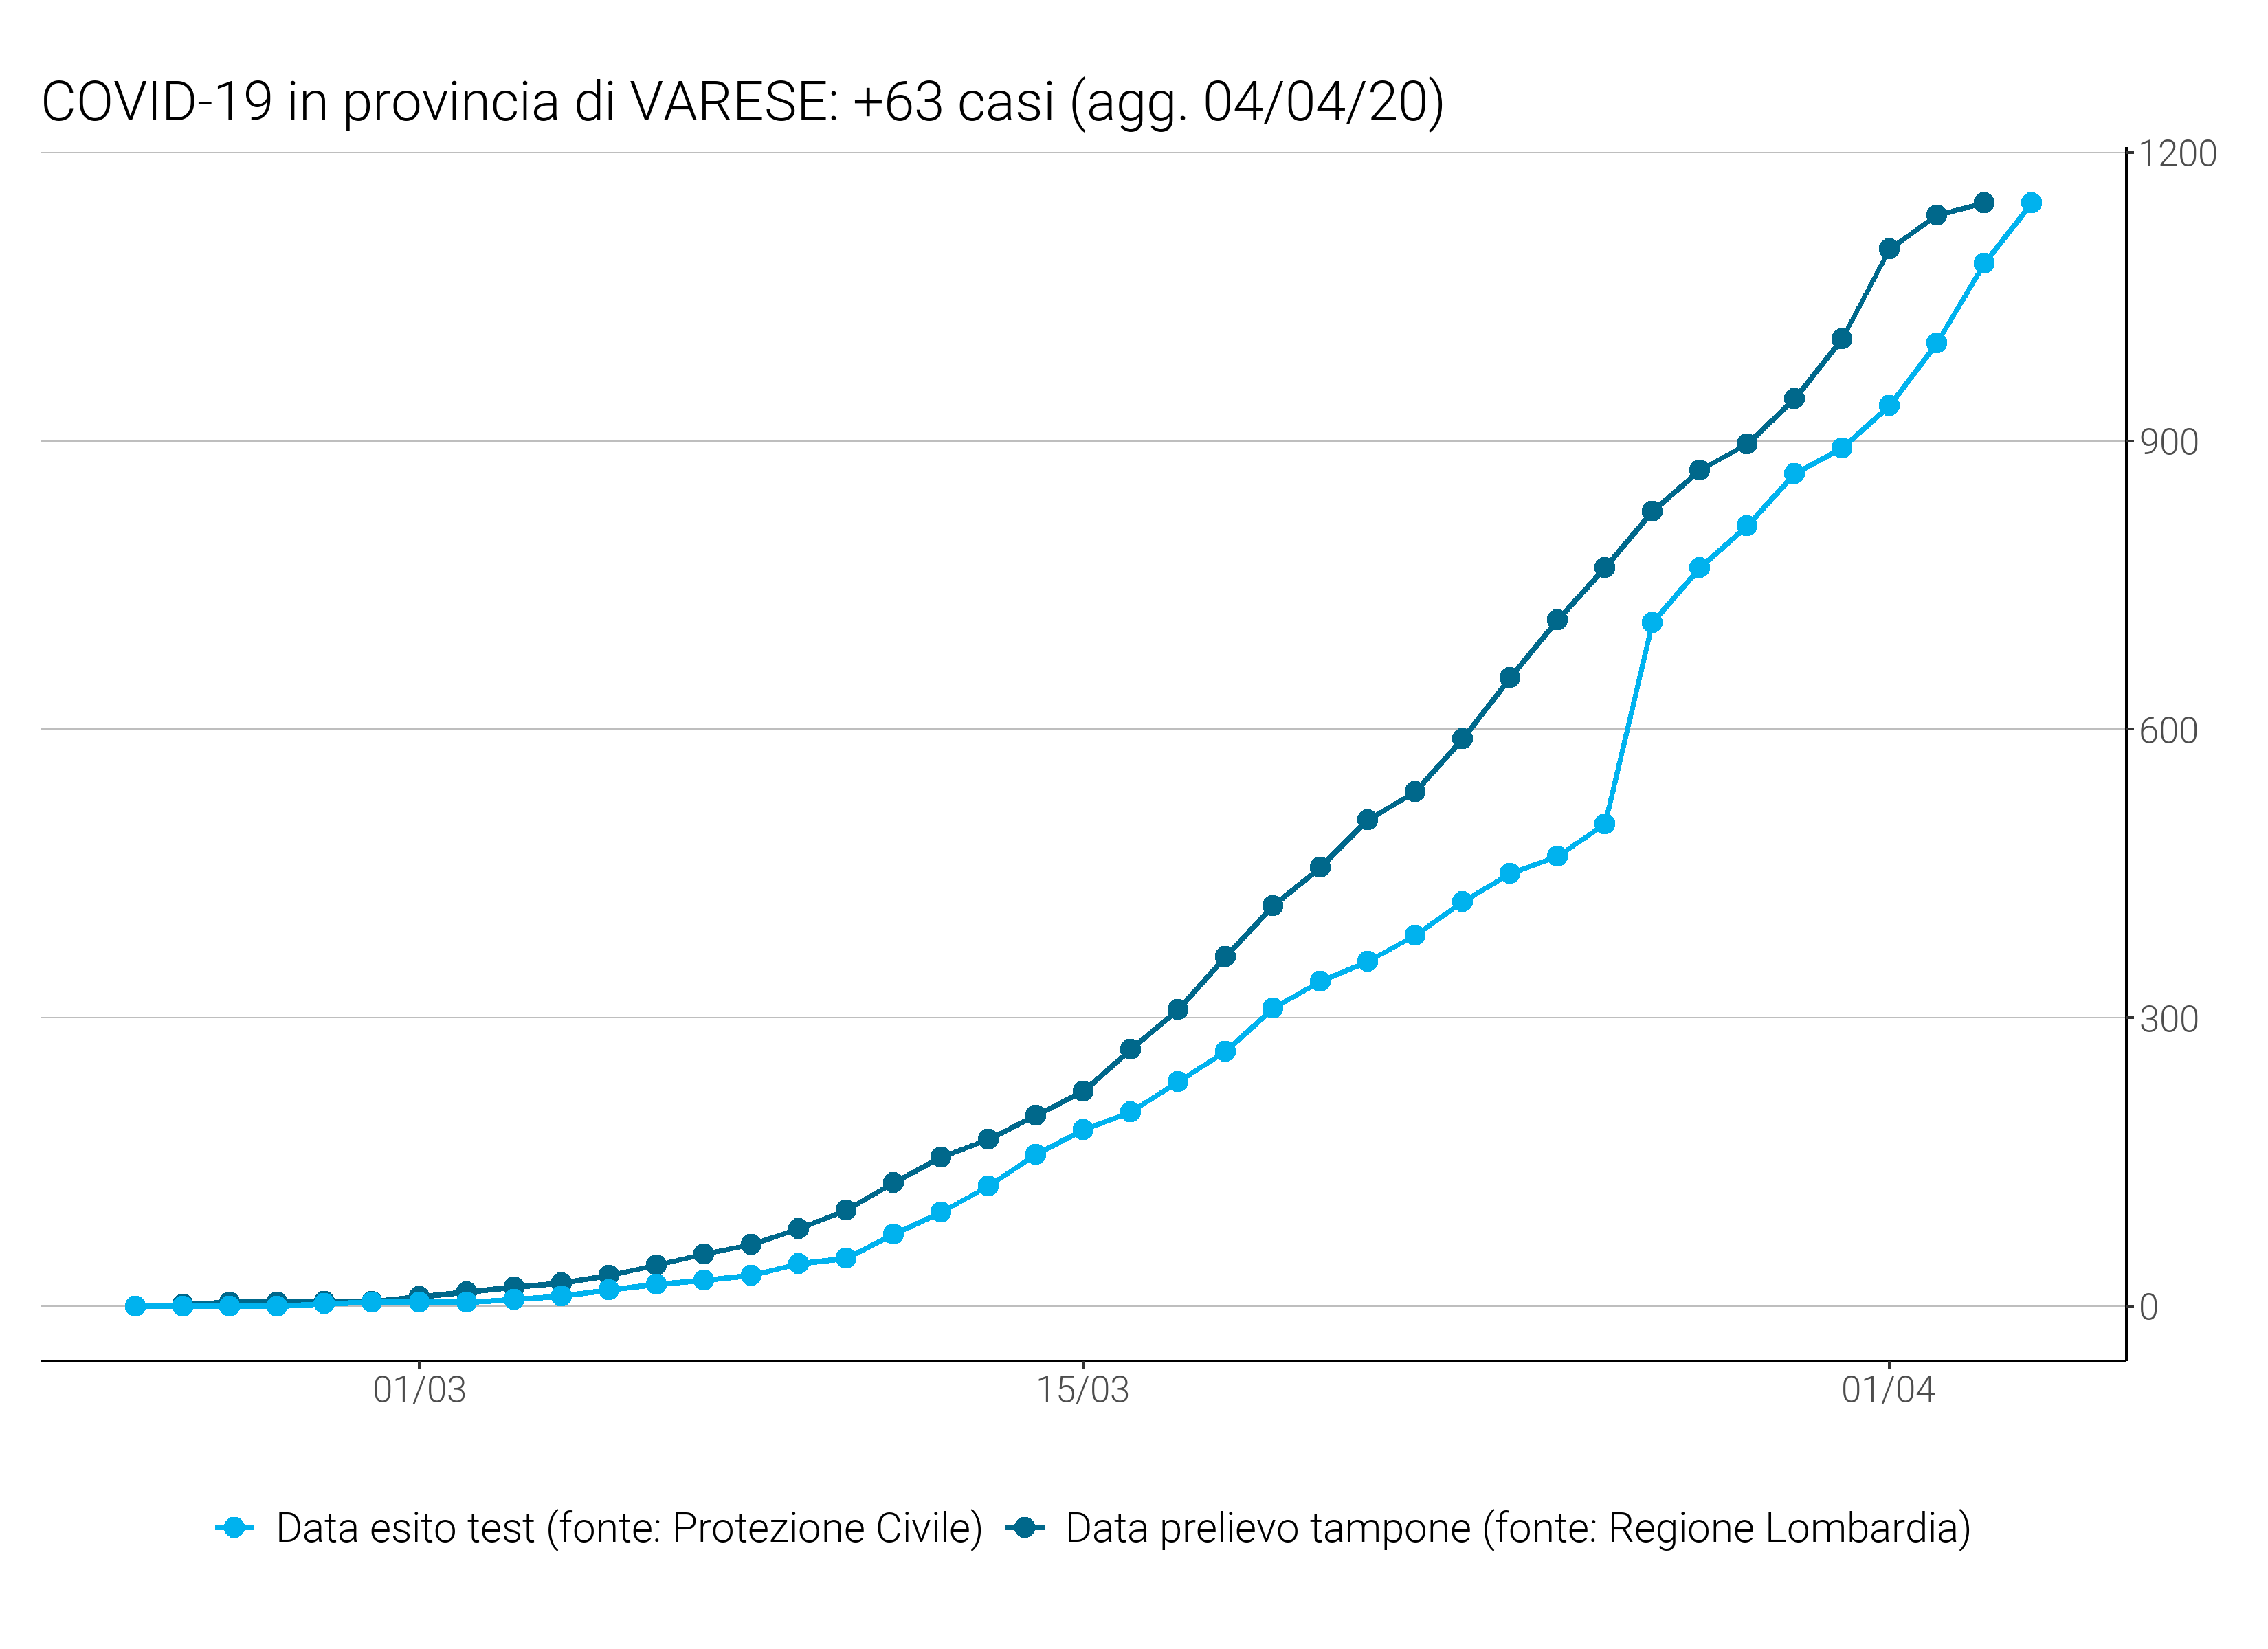 COVID-19 in provincia di VARESE: +63 casi (agg. 04/04/20)
1200
900
600
300
0
01/03 15/03 01/04
Data esito test (fonte: Protezione Civile) Data prelievo tampone (fonte: Regione Lombardia)